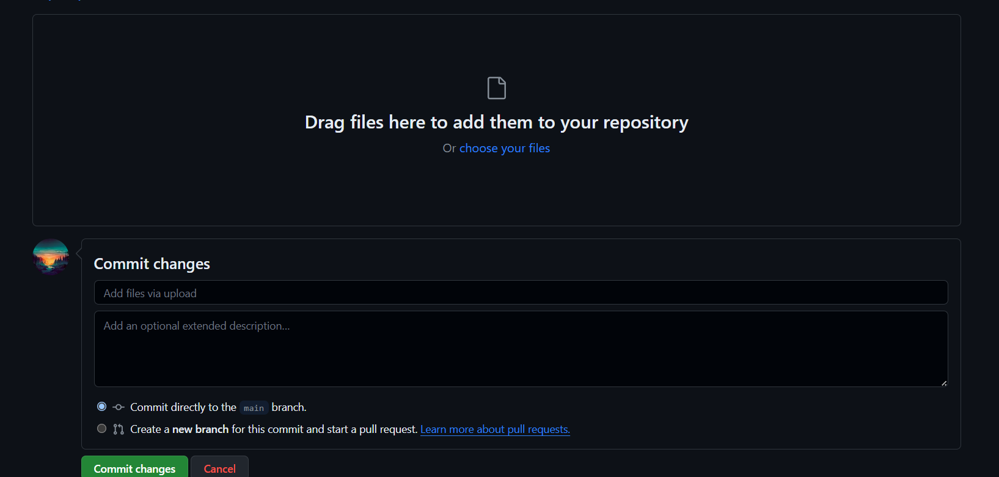 Drag files here to add them to your repository
Or choose your files
Commit changes
Add files via upload
Add an optional extended description...
Commit directly to the main branch.
Create a new branch for this commit and start a pull request. Learn more about pull requests.
Commit changes
Cancel